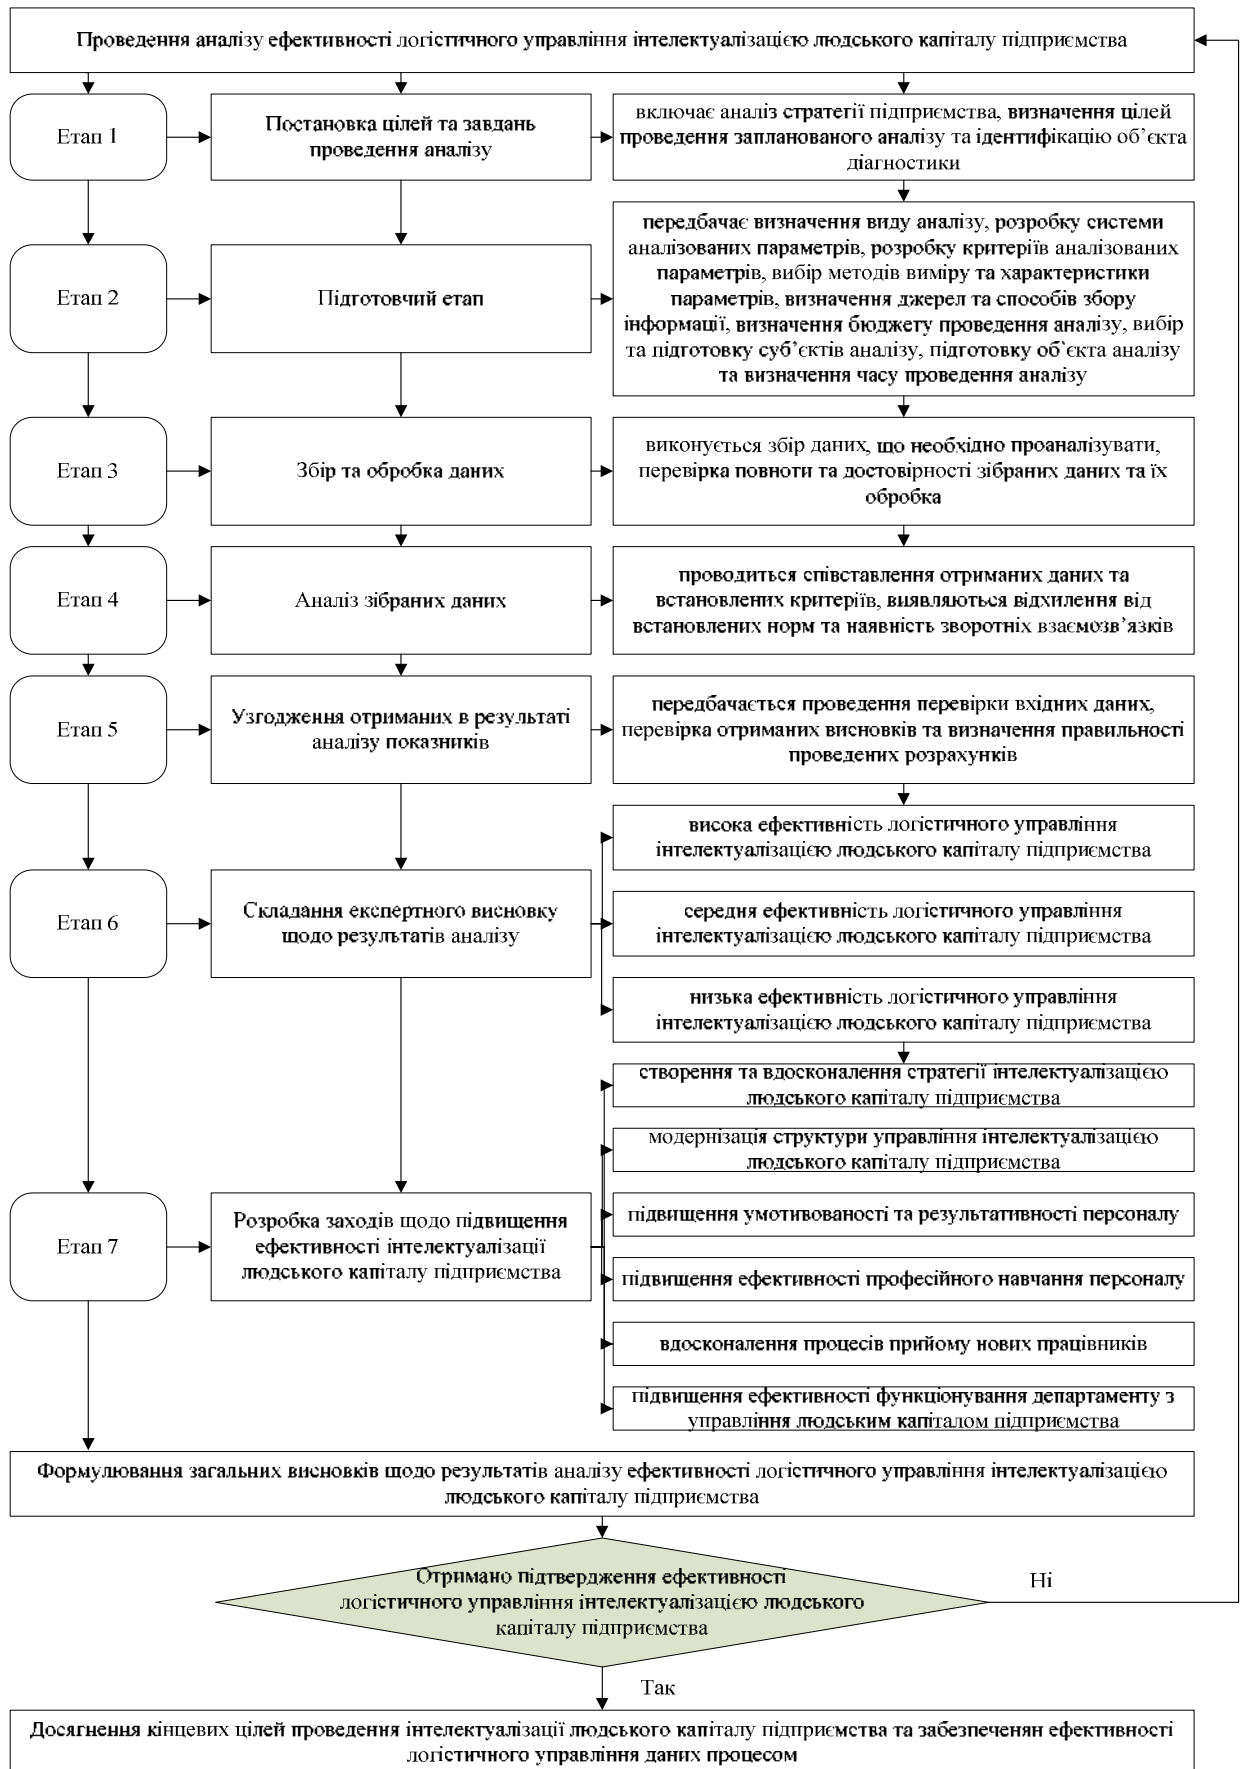 Проведення аналізу ефективності логістичного управління інтелектуалізацією людського капіталу підприємства
Етап 1
Постановка цілей та завдань
проведення аналізу
включає аналіз стратегії підприємства, визначення цілей
проведення запланованого аналізу та ідентифікацію об’єкта
діагностики
Етап 2
Підготовчий етап
передбачає визначення виду аналізу, розробку системи
аналізованих параметрів, розробку критеріїв аналізованих
параметрів, вибір методів виміру та характеристики
параметрів, визначення джерел та способів збору
інформації, визначення бюджету проведення аналізу, вибір
та підготовку суб’єктів аналізу, підготовку об`єкта аналізу
та визначення часу проведення аналізу
Етап 3
Збір та обробка даних
виконується збір даних, що необхідно проаналізувати,
перевірка повноти та достовірності зібраних даних та їх
обробка
Етап 4
Аналіз зібраних даних
проводиться співставлення отриманих даних та
встановлених критеріїв, виявляються відхилення від
встановлених норм та наявність зворотніх взаємозв’язків
Етап 5
Узгодження отриманих в результаті
аналізу показників
передбачається проведення перевірки вхідних даних,
перевірка отриманих висновків та визначення правильності
проведених розрахунків
Етап 6
Складання експертного висновку
щодо результатів аналізу
висока ефективність логістичного управління
інтелектуалізацією людського капіталу підприємства
середня ефективність логістичного управління
інтелектуалізацією людського капіталу підприємства
низька ефективність логістичного управління
інтелектуалізацією людського капіталу підприємства
Етап 7
Розробка заходів щодо підвищення
ефективності інтелектуалізації
людського капіталу підприємства
створення та вдосконалення стратегії інтелектуалізацією
людського капіталу підприємства
модернізація структури управління інтелектуалізацією
людського капіталу підприємства
підвищення умотивованості та результативності персоналу
підвищення ефективності професійного навчання персоналу
вдосконалення процесів прийому нових працівників
підвищення ефективності функціонування департаменту з
управління людським капіталом підприємства
Формулювання загальних висновків щодо результатів аналізу ефективності логістичного управління інтелектуалізацією
людського капіталу підприємства
Отримано підтвердження ефективності
логістичного управління інтелектуалізацією людського
капіталу підприємства
Ні
Так
Досягнення кінцевих цілей проведення інтелектуалізації людського капіталу підприємства та забезпеченян ефективності
логістичного управління даних процесом